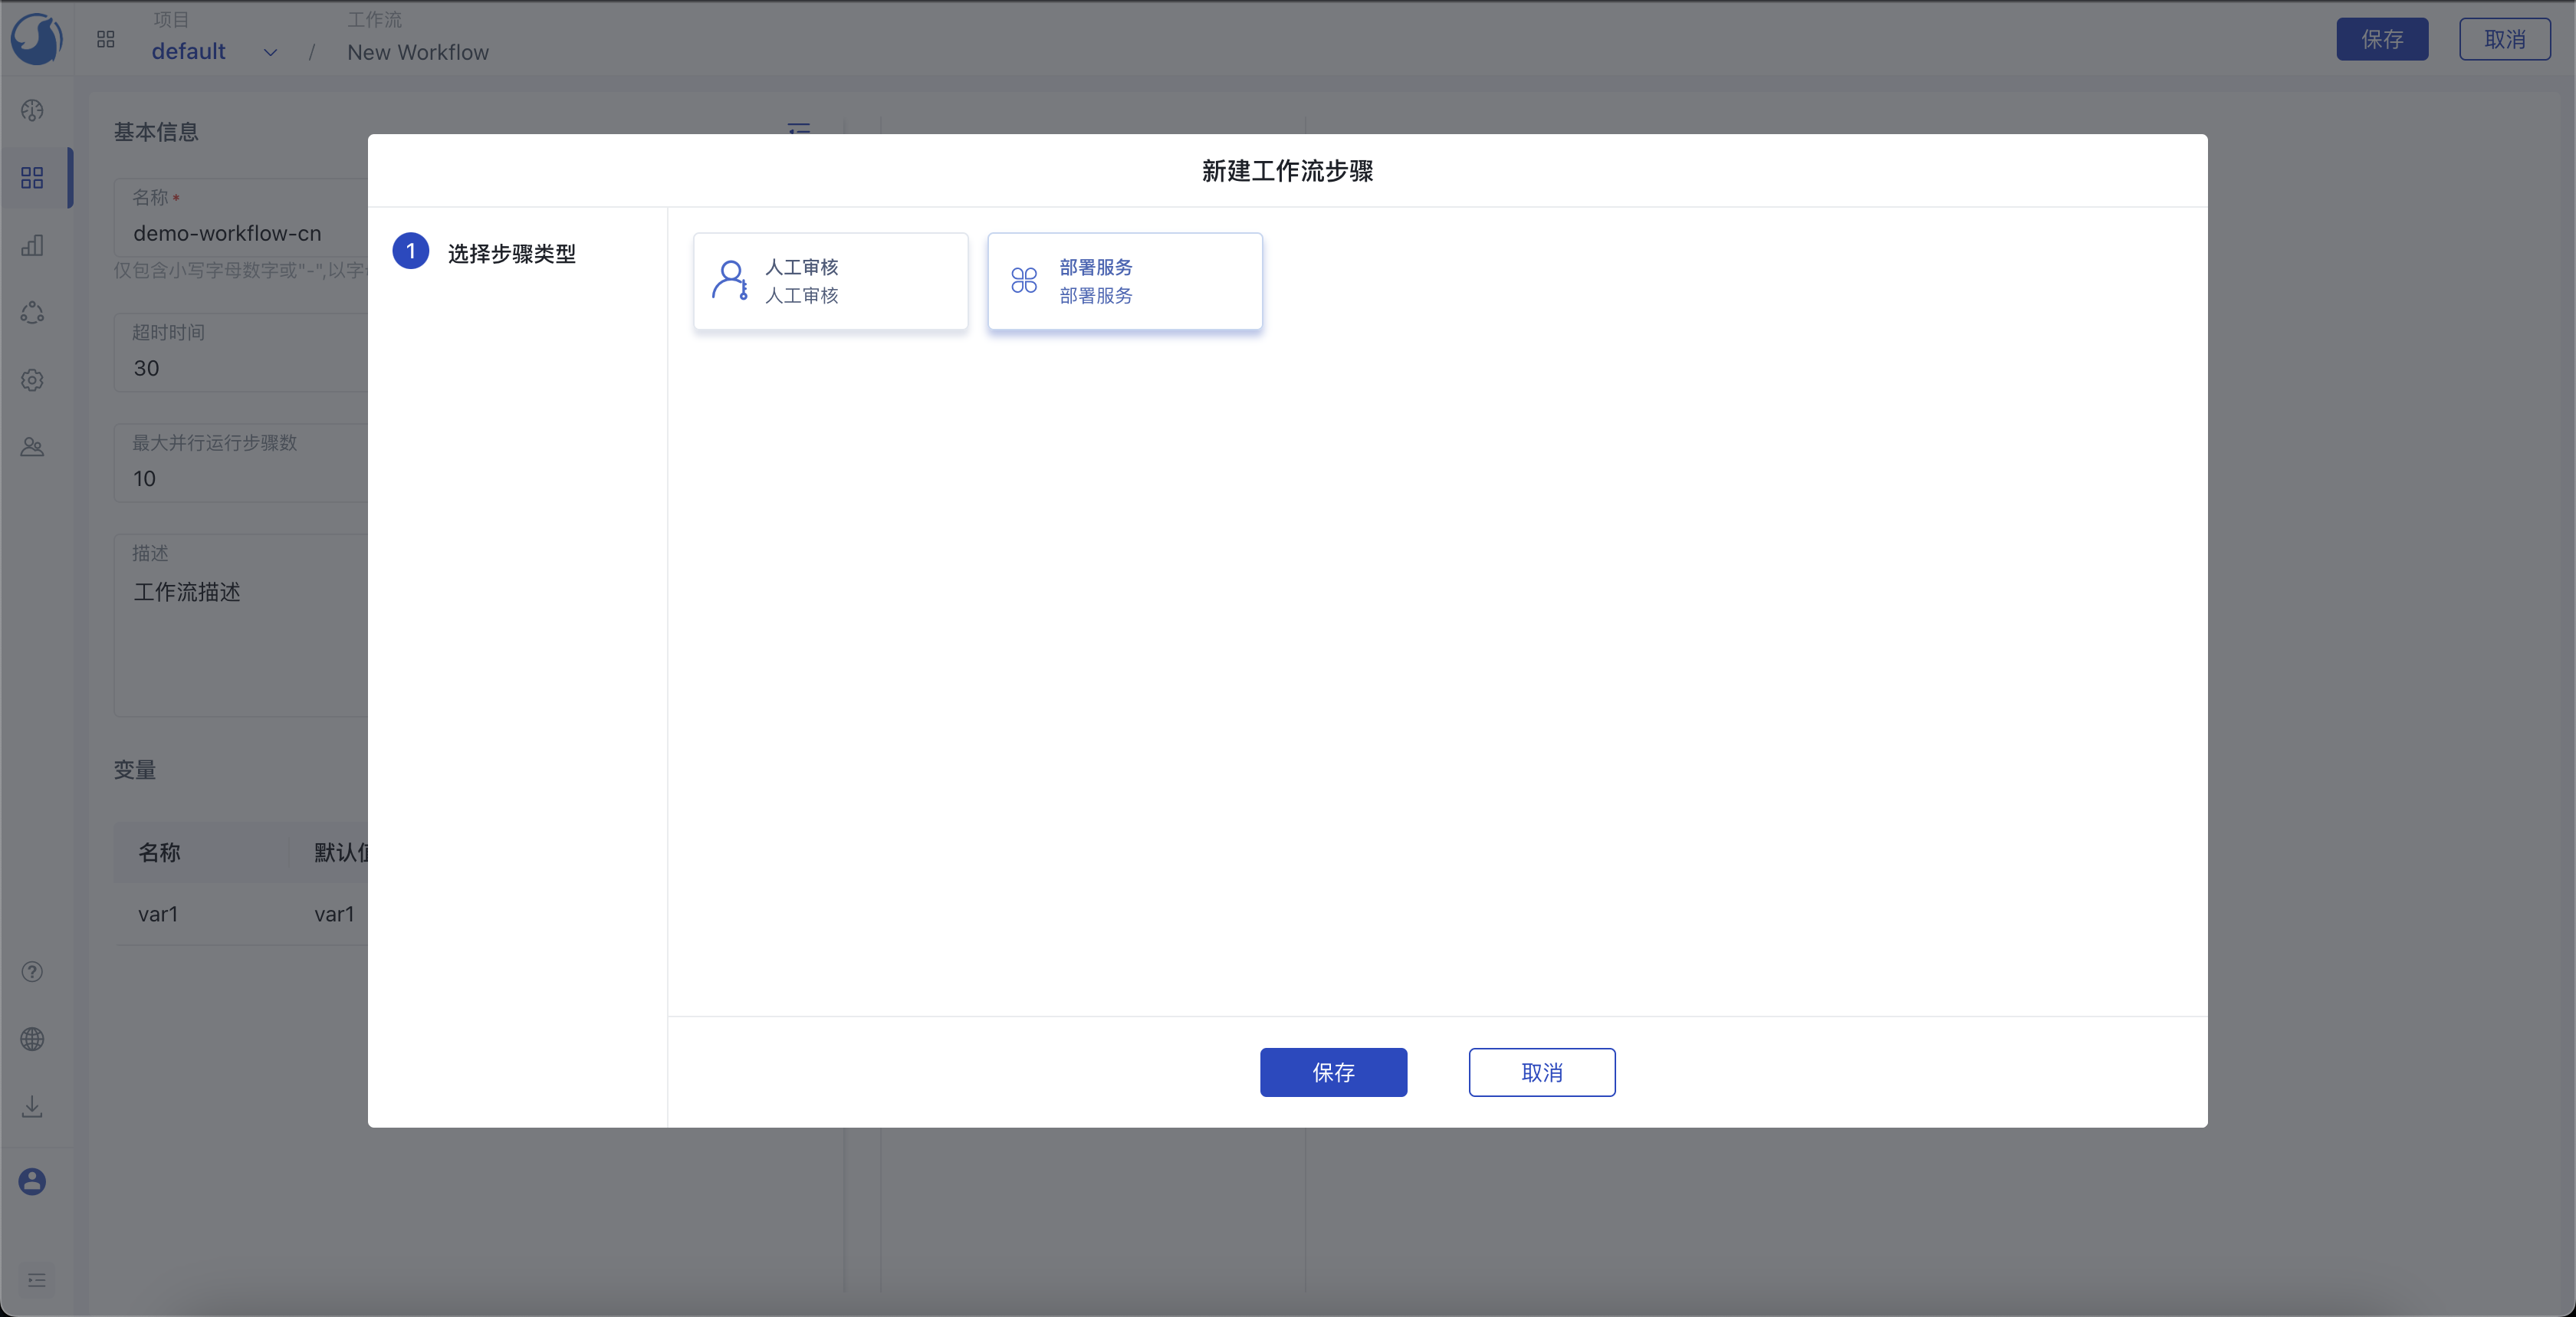 项目
default
/
工作流
New Workflow
保存
取消
基本信息
名称 *
demo-workflow-cn
仅包含小写字母数字或"-",以字
超时时间
30
最大并行运行步骤数
10
描述
工作流描述
变量
名称
默认值
var1
var1
新建工作流步骤
1
选择步骤类型
人工审核
人工审核
部署服务
部署服务
保存
取消